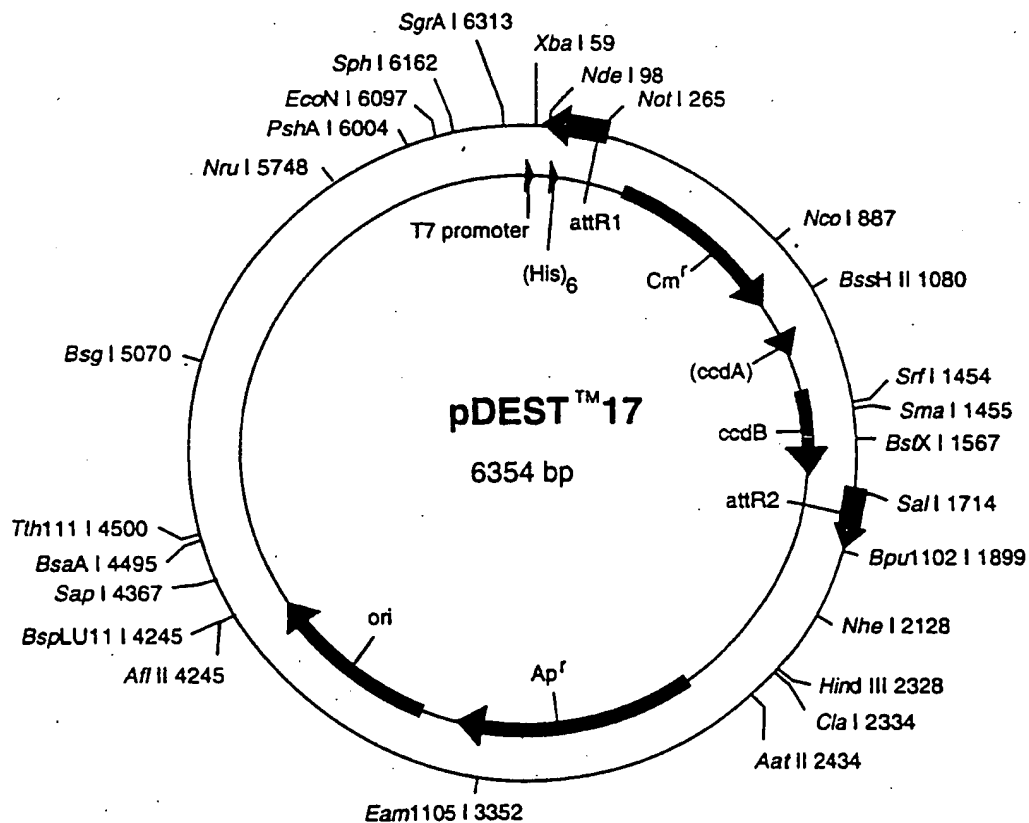 SgrA I 6313
Xba I 59
Sph I 6162
Nde I 98
EcoN I 6097
Not I 265
PshA I 6004
Nru I 5748
T7 promoter
attR1
(His)6
Cmr
Nco I 887
BssH II 1080
Bsg I 5070
(ccdA)
Srf I 1454
Sma I 1455
pDEST™17
ccdB
BstX I 1567
6354 bp
attR2
Sal I 1714
Tth111 I 4500
BsaA I 4495
Bpu1102 I 1899
Sap I 4367
BspLU11 I 4245
ori
Nhe I 2128
Afl II 4245
Apr
Hind III 2328
Cla I 2334
Aat II 2434
Eam1105 I 3352